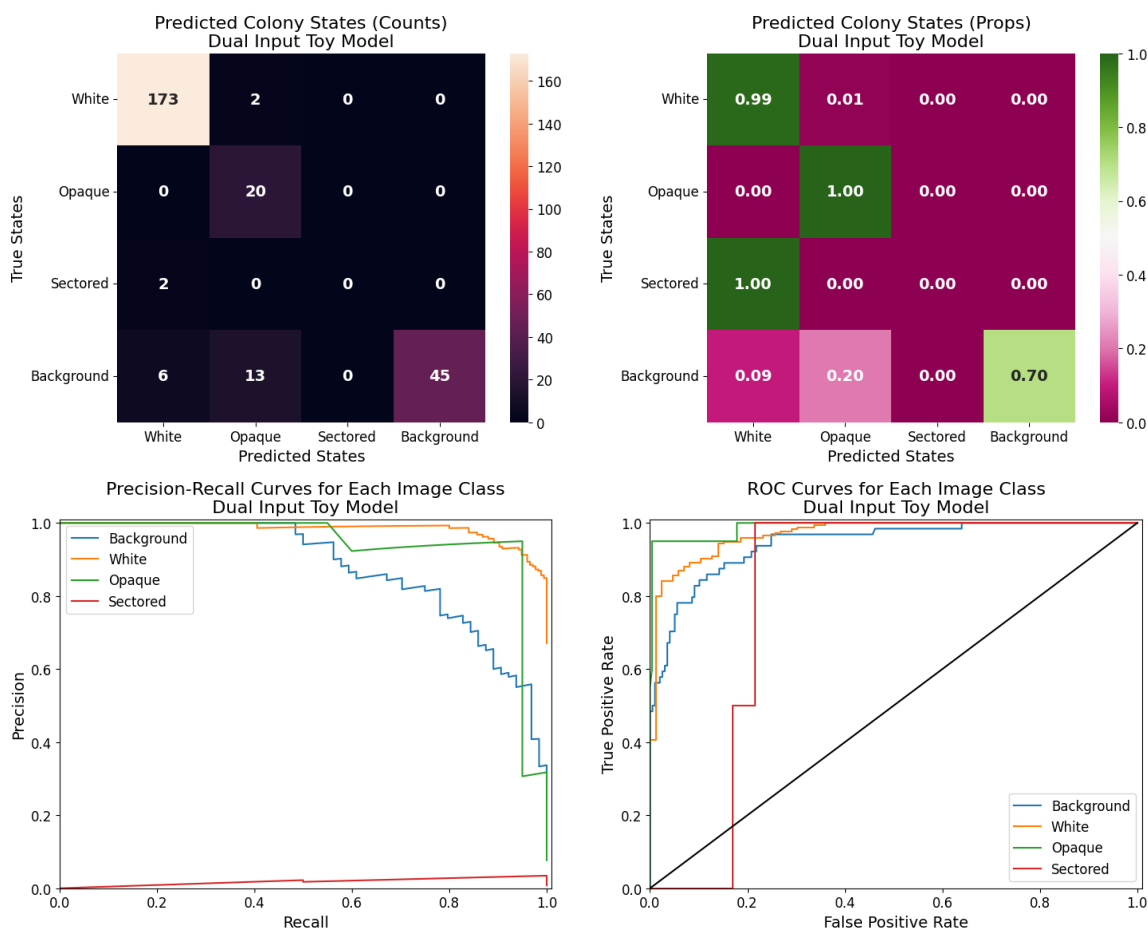 Predicted Colony States (Counts)
Dual Input Toy Model
True States
White
Opaque
Sectored
Background
173 2 0 0
0 20 0 0
2 0 0 0
6 13 0 45
White Opaque Sectored Background
Predicted States
160
140
120
100
80
60
40
20
0
Predicted Colony States (Props)
Dual Input Toy Model
True States
White
Opaque
Sectored
Background
0.99 0.01 0.00 0.00
0.00 1.00 0.00 0.00
1.00 0.00 0.00 0.00
0.09 0.20 0.00 0.70
White Opaque Sectored Background
Predicted States
1.0
0.8
0.6
0.4
0.2
0.0
Precision-Recall Curves for Each Image Class
Dual Input Toy Model
Precision
1.0
0.8
0.6
0.4
0.2
0.0
Background
White
Opaque
Sectored
0.0 0.2 0.4 0.6 0.8 1.0
Recall
ROC Curves for Each Image Class
Dual Input Toy Model
True Positive Rate
1.0
0.8
0.6
0.4
0.2
0.0
Background
White
Opaque
Sectored
0.0 0.2 0.4 0.6 0.8 1.0
False Positive Rate